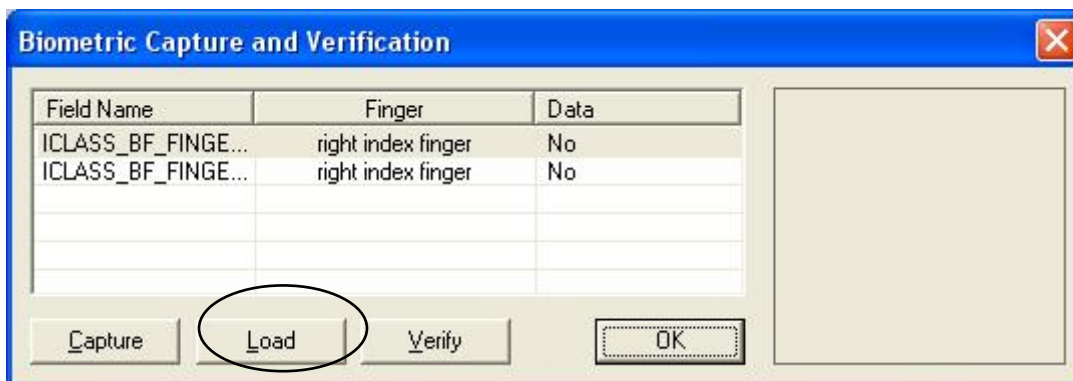 Biometric Capture and Verification
Field Name Finger Data
ICLASS_BF_FINGE... right index finger No
ICLASS_BF_FINGE... right index finger No
Capture Load Verify OK